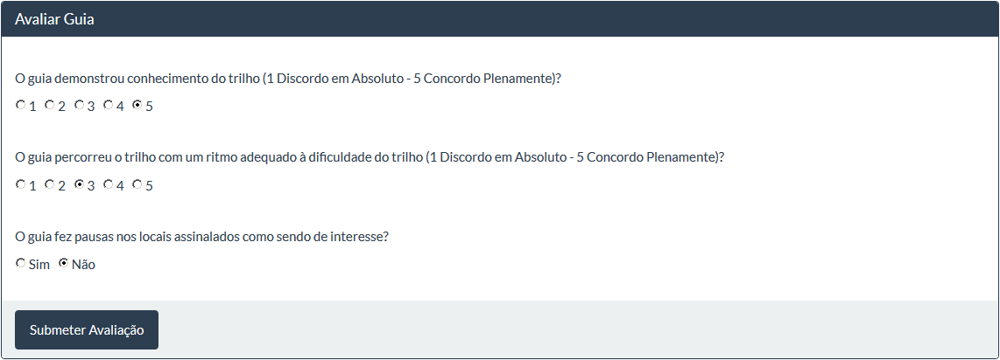 Avaliar Guia
O guia demonstrou conhecimento do trilho (1 Discordo em Absoluto - 5 Concordo Plenamente)?
1 2 3 4 5
O guia percorreu o trilho com um ritmo adequado à dificuldade do trilho (1 Discordo em Absoluto - 5 Concordo Plenamente)?
1 2 3 4 5
O guia fez pausas nos locais assinalados como sendo de interesse?
Sim Não
Submeter Avaliação